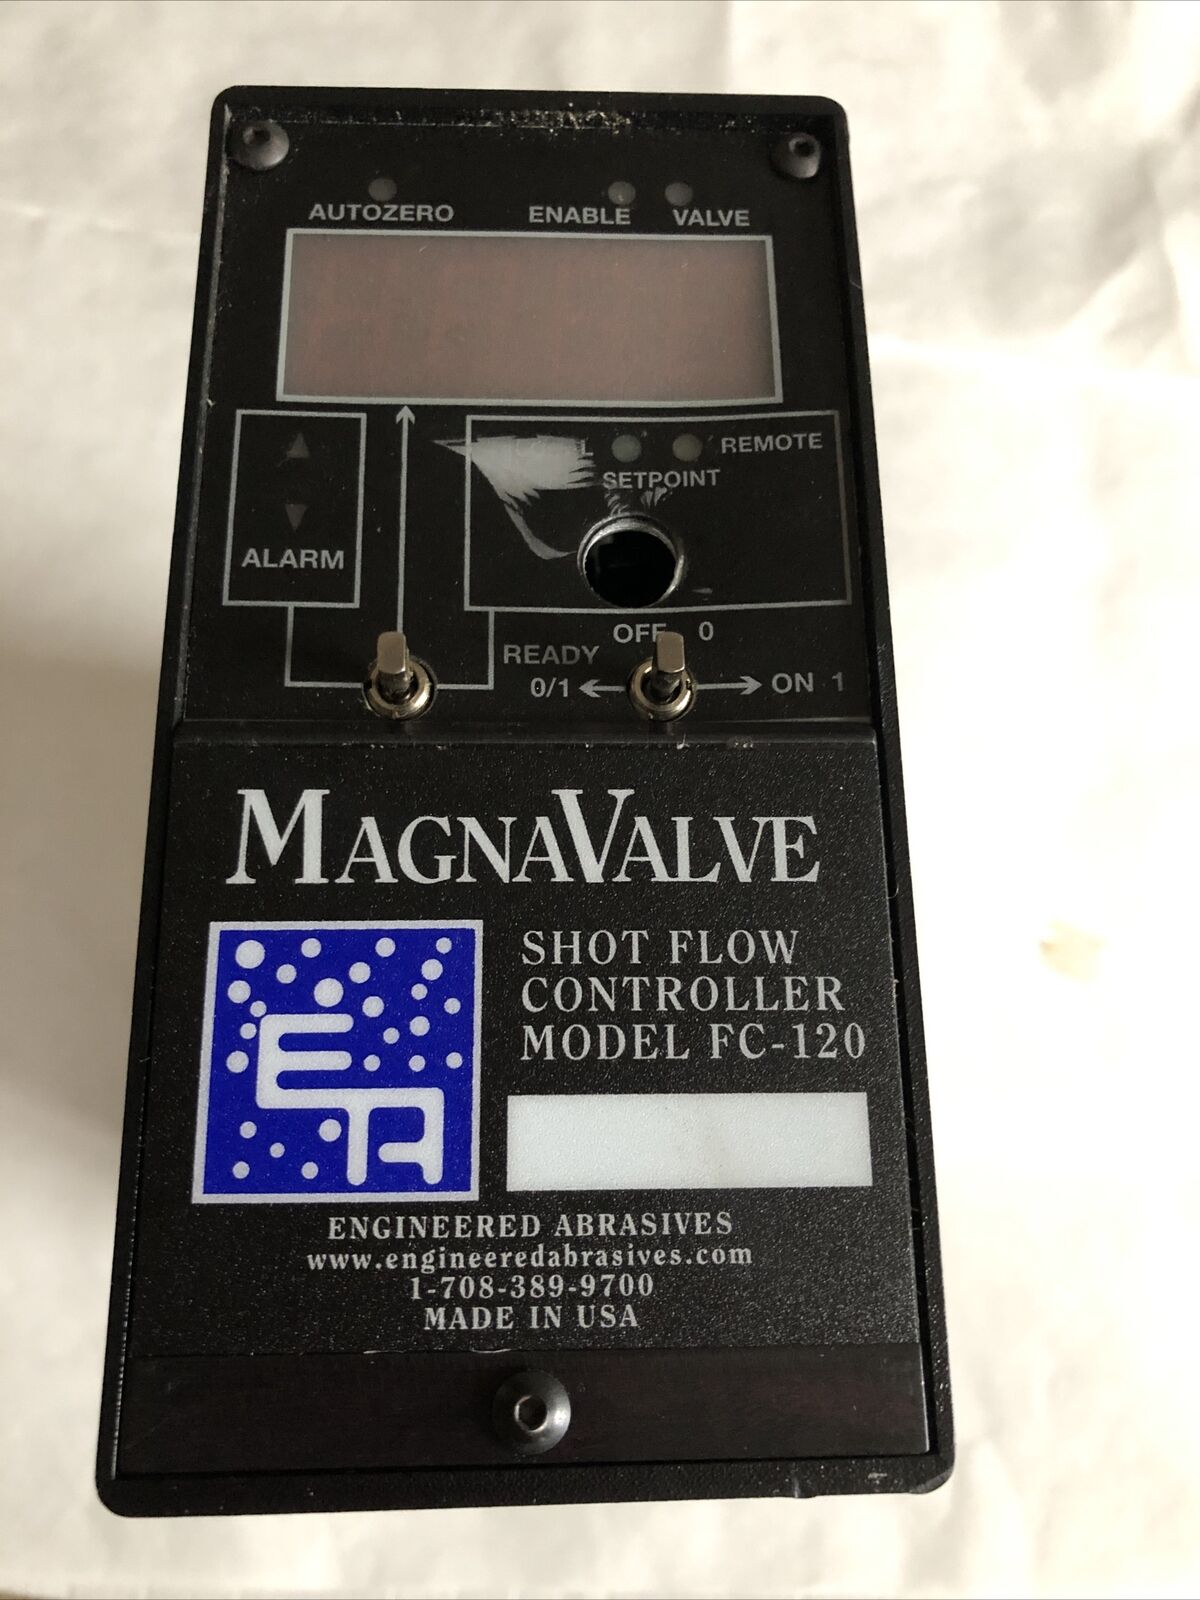 AUTOZERO ENABLE VALVE
REMOTE
SETPOINT
ALARM
OFF 0
READY
0/1 ON 1
MAGNAVALVE
SHOT FLOW
CONTROLLER
MODEL FC-120
EA
ENGINEERED ABRASIVES
www.engineeredabrasives.com
1-708-389-9700
MADE IN USA